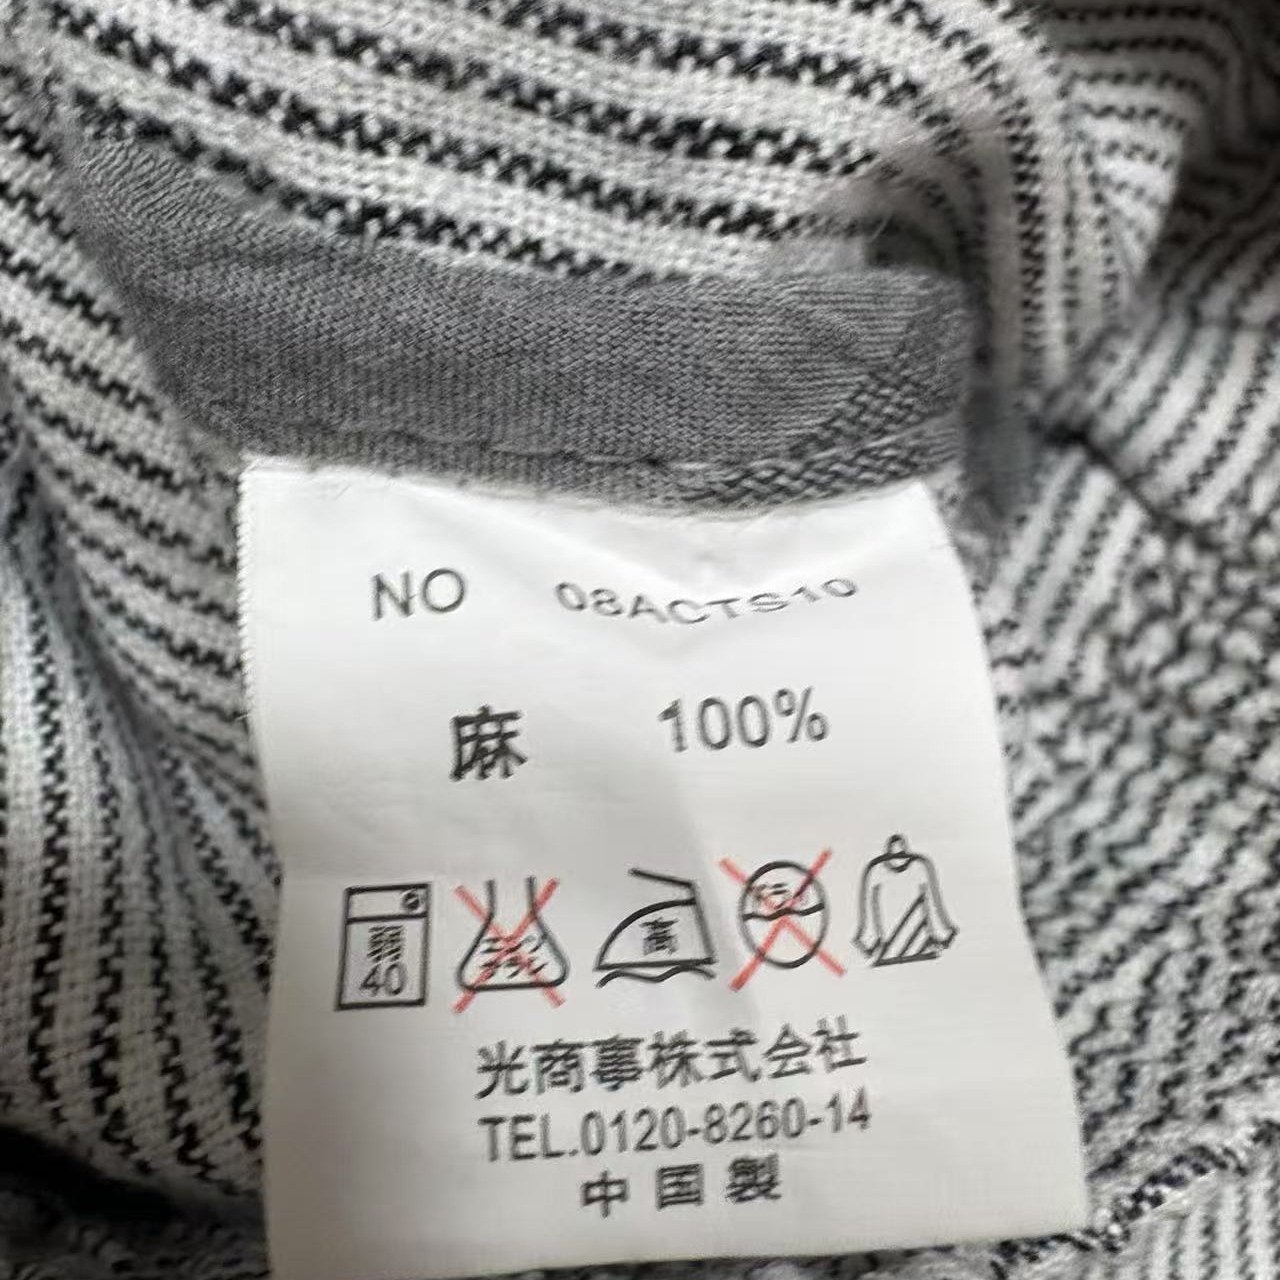 NO 08ACTS10
麻 100%
40 高
光商事株式会社
TEL.0120-8260-14
中国製